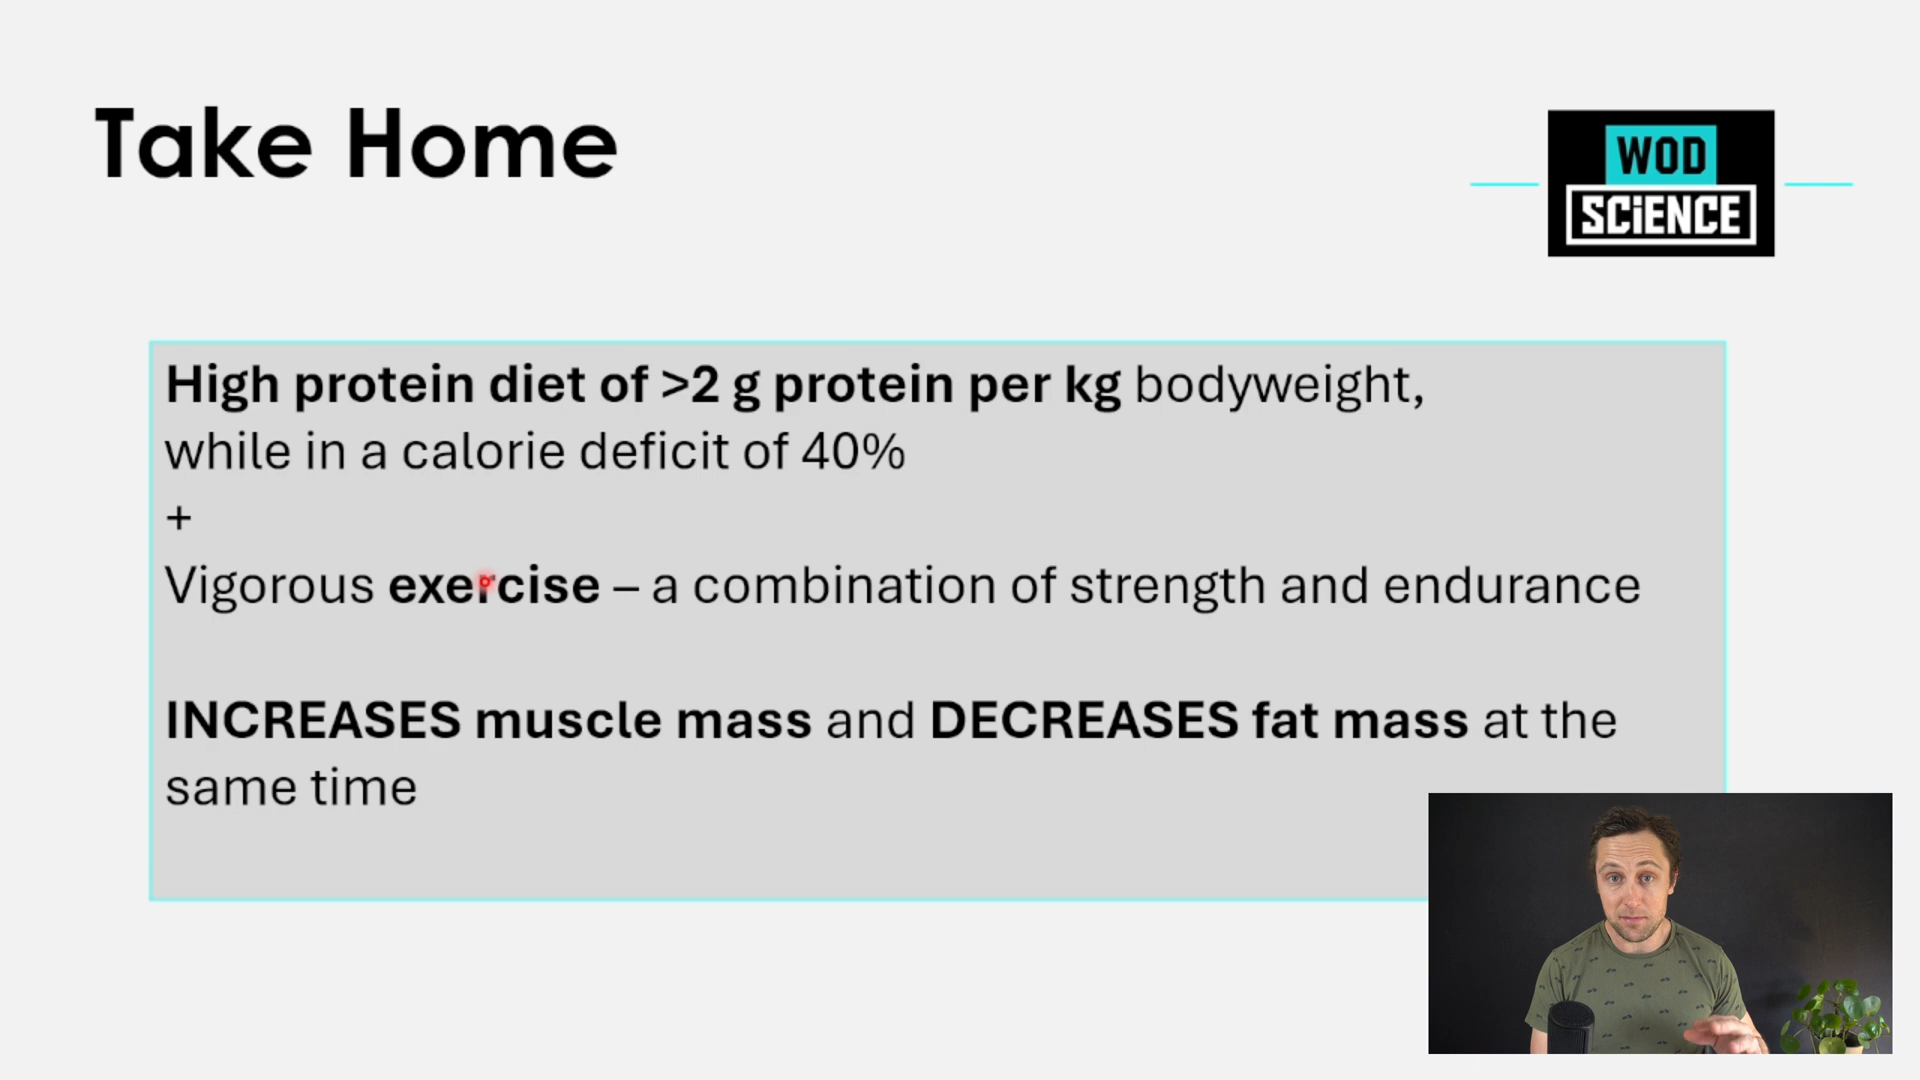 Take Home
WOD
SCiENCE
High protein diet of >2 g protein per kg bodyweight,
while in a calorie deficit of 40%
+
Vigorous exercise – a combination of strength and endurance
INCREASES muscle mass and DECREASES fat mass at the
same time